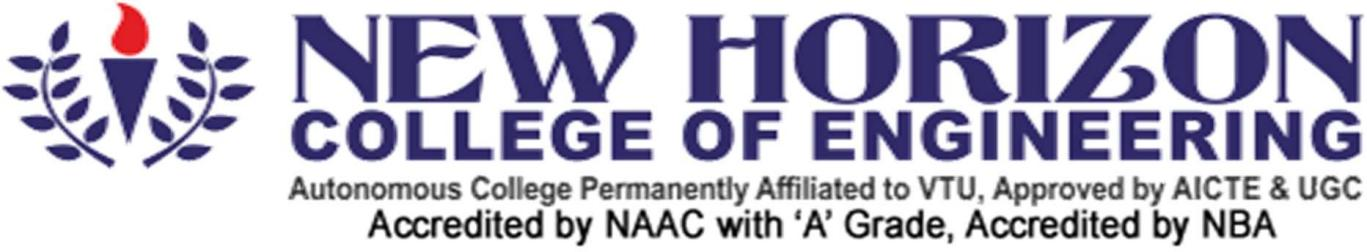 NEW HORIZON
COLLEGE OF ENGINEERING
Autonomous College Permanently Affiliated to VTU, Approved by AICTE & UGC
Accredited by NAAC with ‘A’ Grade, Accredited by NBA